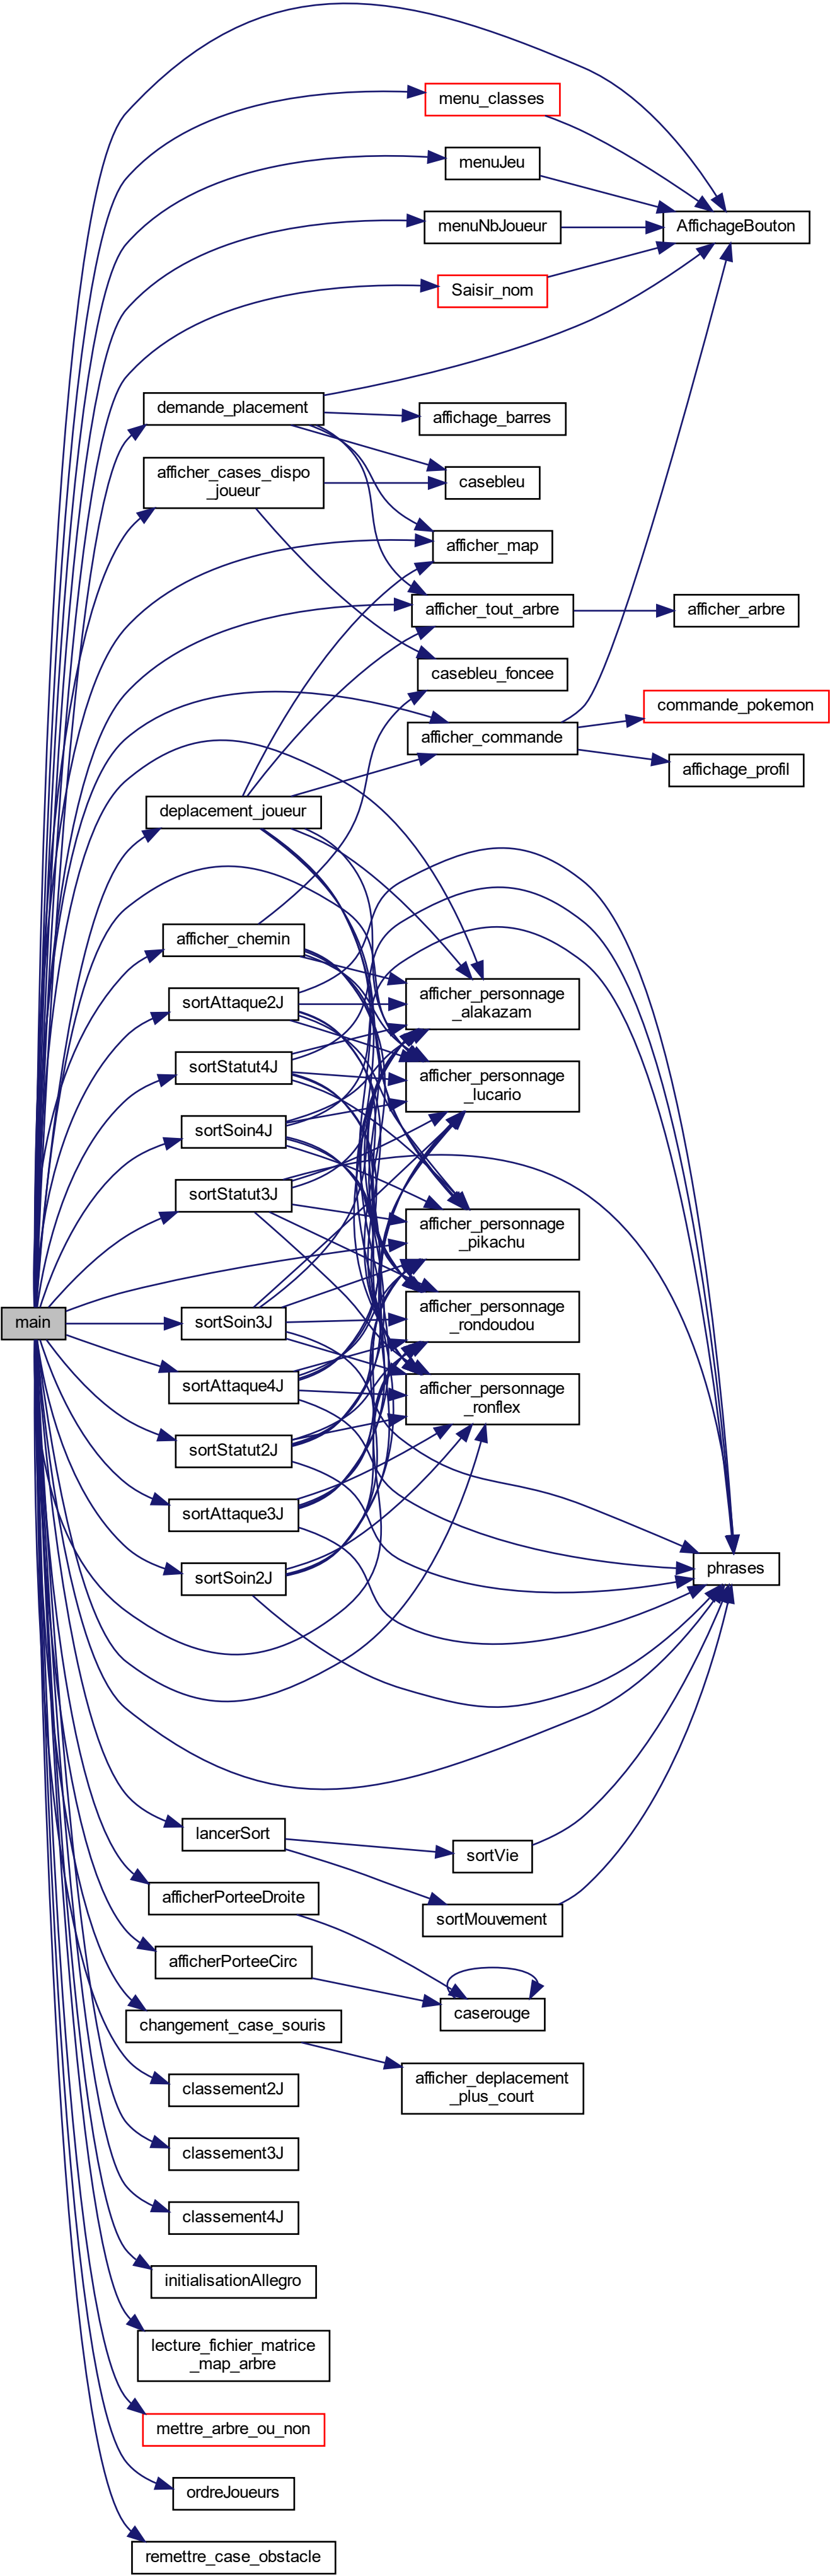 menu_classes
menuJeu
menuNbJoueur
AffichageBouton
Saisir_nom
demande_placement
affichage_barres
afficher_cases_dispo
_joueur
casebleu
afficher_map
afficher_tout_arbre
afficher_arbre
casebleu_foncee
commande_pokemon
afficher_commande
affichage_profil
deplacement_joueur
afficher_chemin
afficher_personnage
_alakazam
sortAttaque2J
sortStatut4J
afficher_personnage
_lucario
sortSoin4J
sortStatut3J
afficher_personnage
_pikachu
main
sortSoin3J
afficher_personnage
_rondoudou
sortAttaque4J
afficher_personnage
_ronflex
sortStatut2J
sortAttaque3J
sortSoin2J
phrases
lancerSort
sortVie
afficherPorteeDroite
sortMouvement
afficherPorteeCirc
caserouge
changement_case_souris
afficher_deplacement
_plus_court
classement2J
classement3J
classement4J
initialisationAllegro
lecture_fichier_matrice
_map_arbre
mettre_arbre_ou_non
ordreJoueurs
remettre_case_obstacle